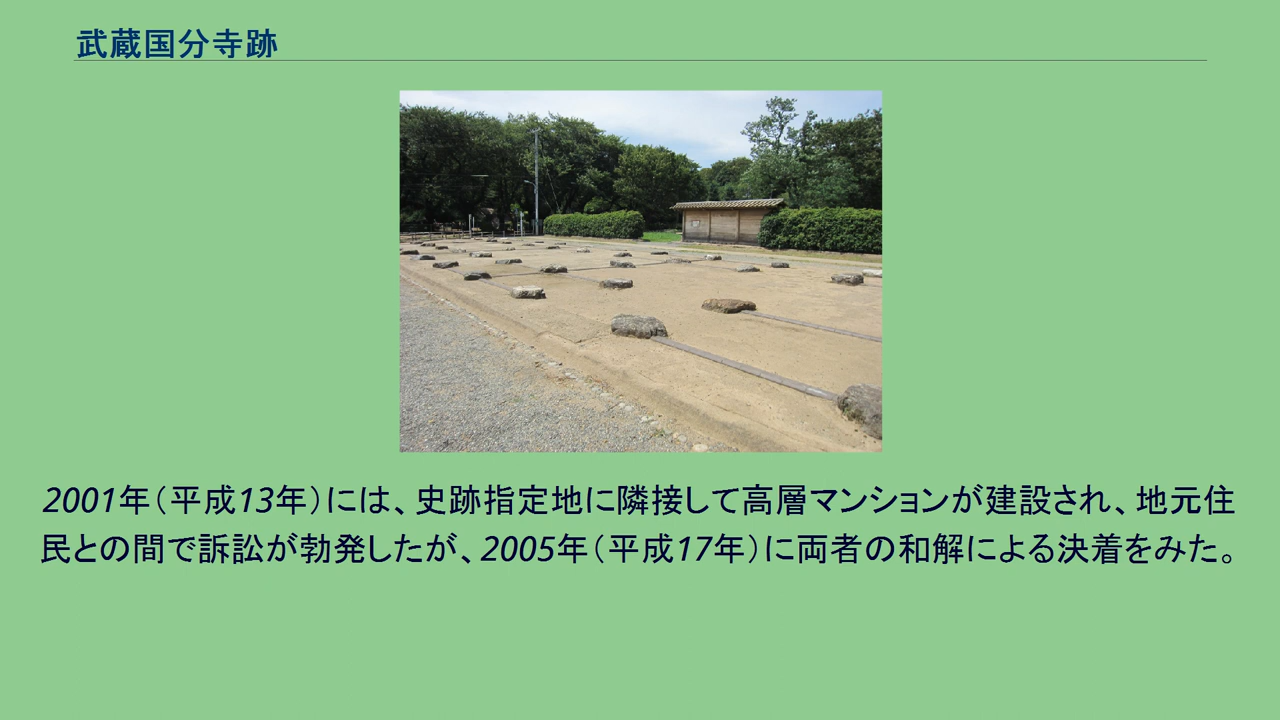 武蔵国分寺跡
2001年（平成13年）には、史跡指定地に隣接して高層マンションが建設され、地元住
民との間で訴訟が勃発したが、2005年（平成17年）に両者の和解による決着をみた。